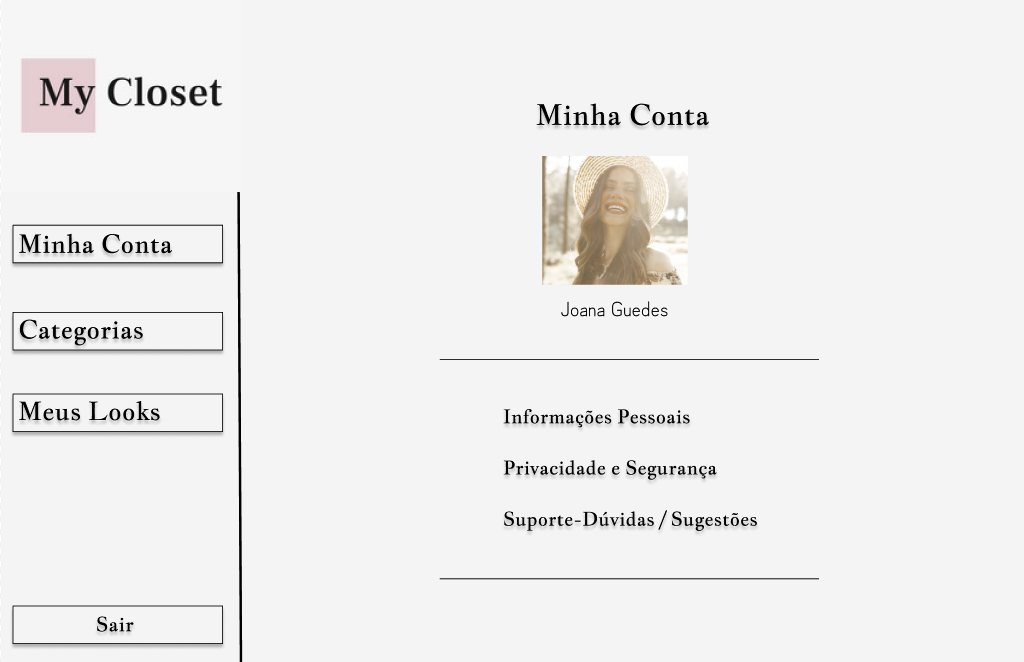 My Closet
Minha Conta
Categorias
Meus Looks
Sair
Minha Conta
Joana Guedes
Informações Pessoais
Privacidade e Segurança
Suporte-Dúvidas / Sugestões